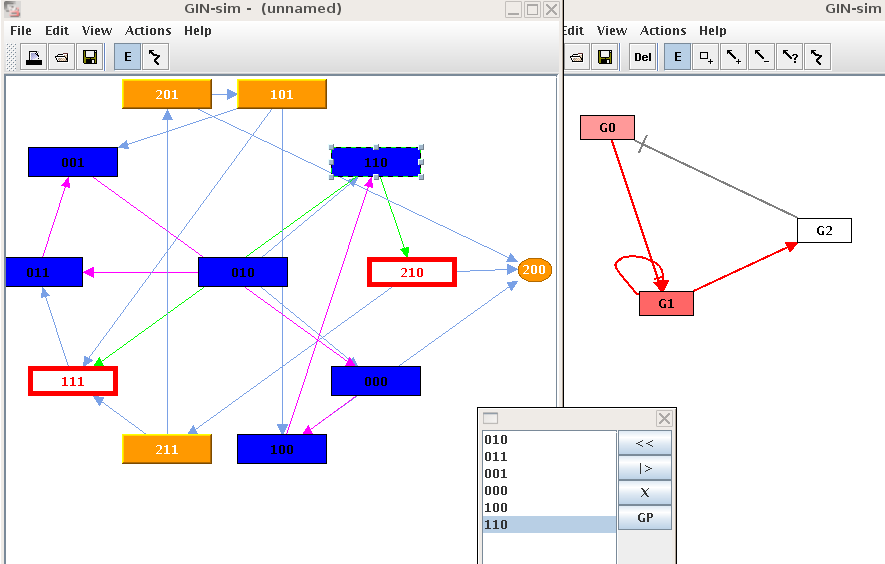 GIN-sim - (unnamed)
GIN-sim
File Edit View Actions Help
Edit View Actions Help
E
Del E
201
101
001
110
G0
G2
011
010
210
200
G1
111
000
211
100
010
011
001
000
100
110
<<
|>
X
GP